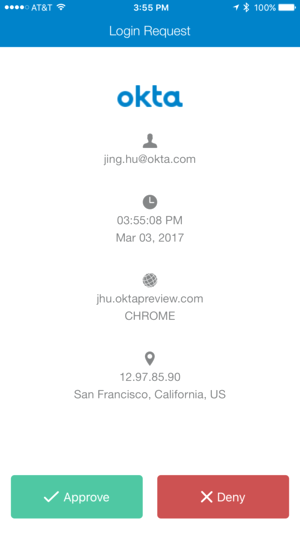 AT&T 3:55 PM 100%
Login Request
okta
jing.hu@okta.com
03:55:08 PM
Mar 03, 2017
jhu.oktapreview.com
CHROME
12.97.85.90
San Francisco, California, US
Approve Deny